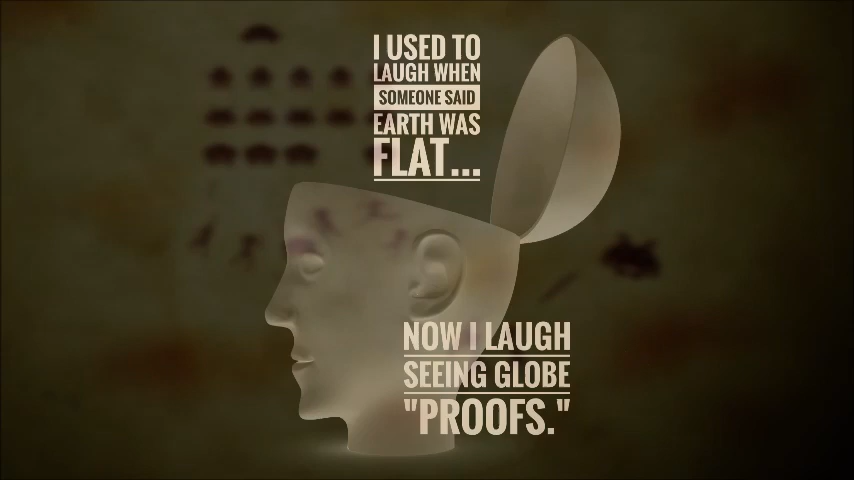 I USED TO
LAUGH WHEN
SOMEONE SAID
EARTH WAS
FLAT...
NOW I LAUGH
SEEING GLOBE
"PROOFS."